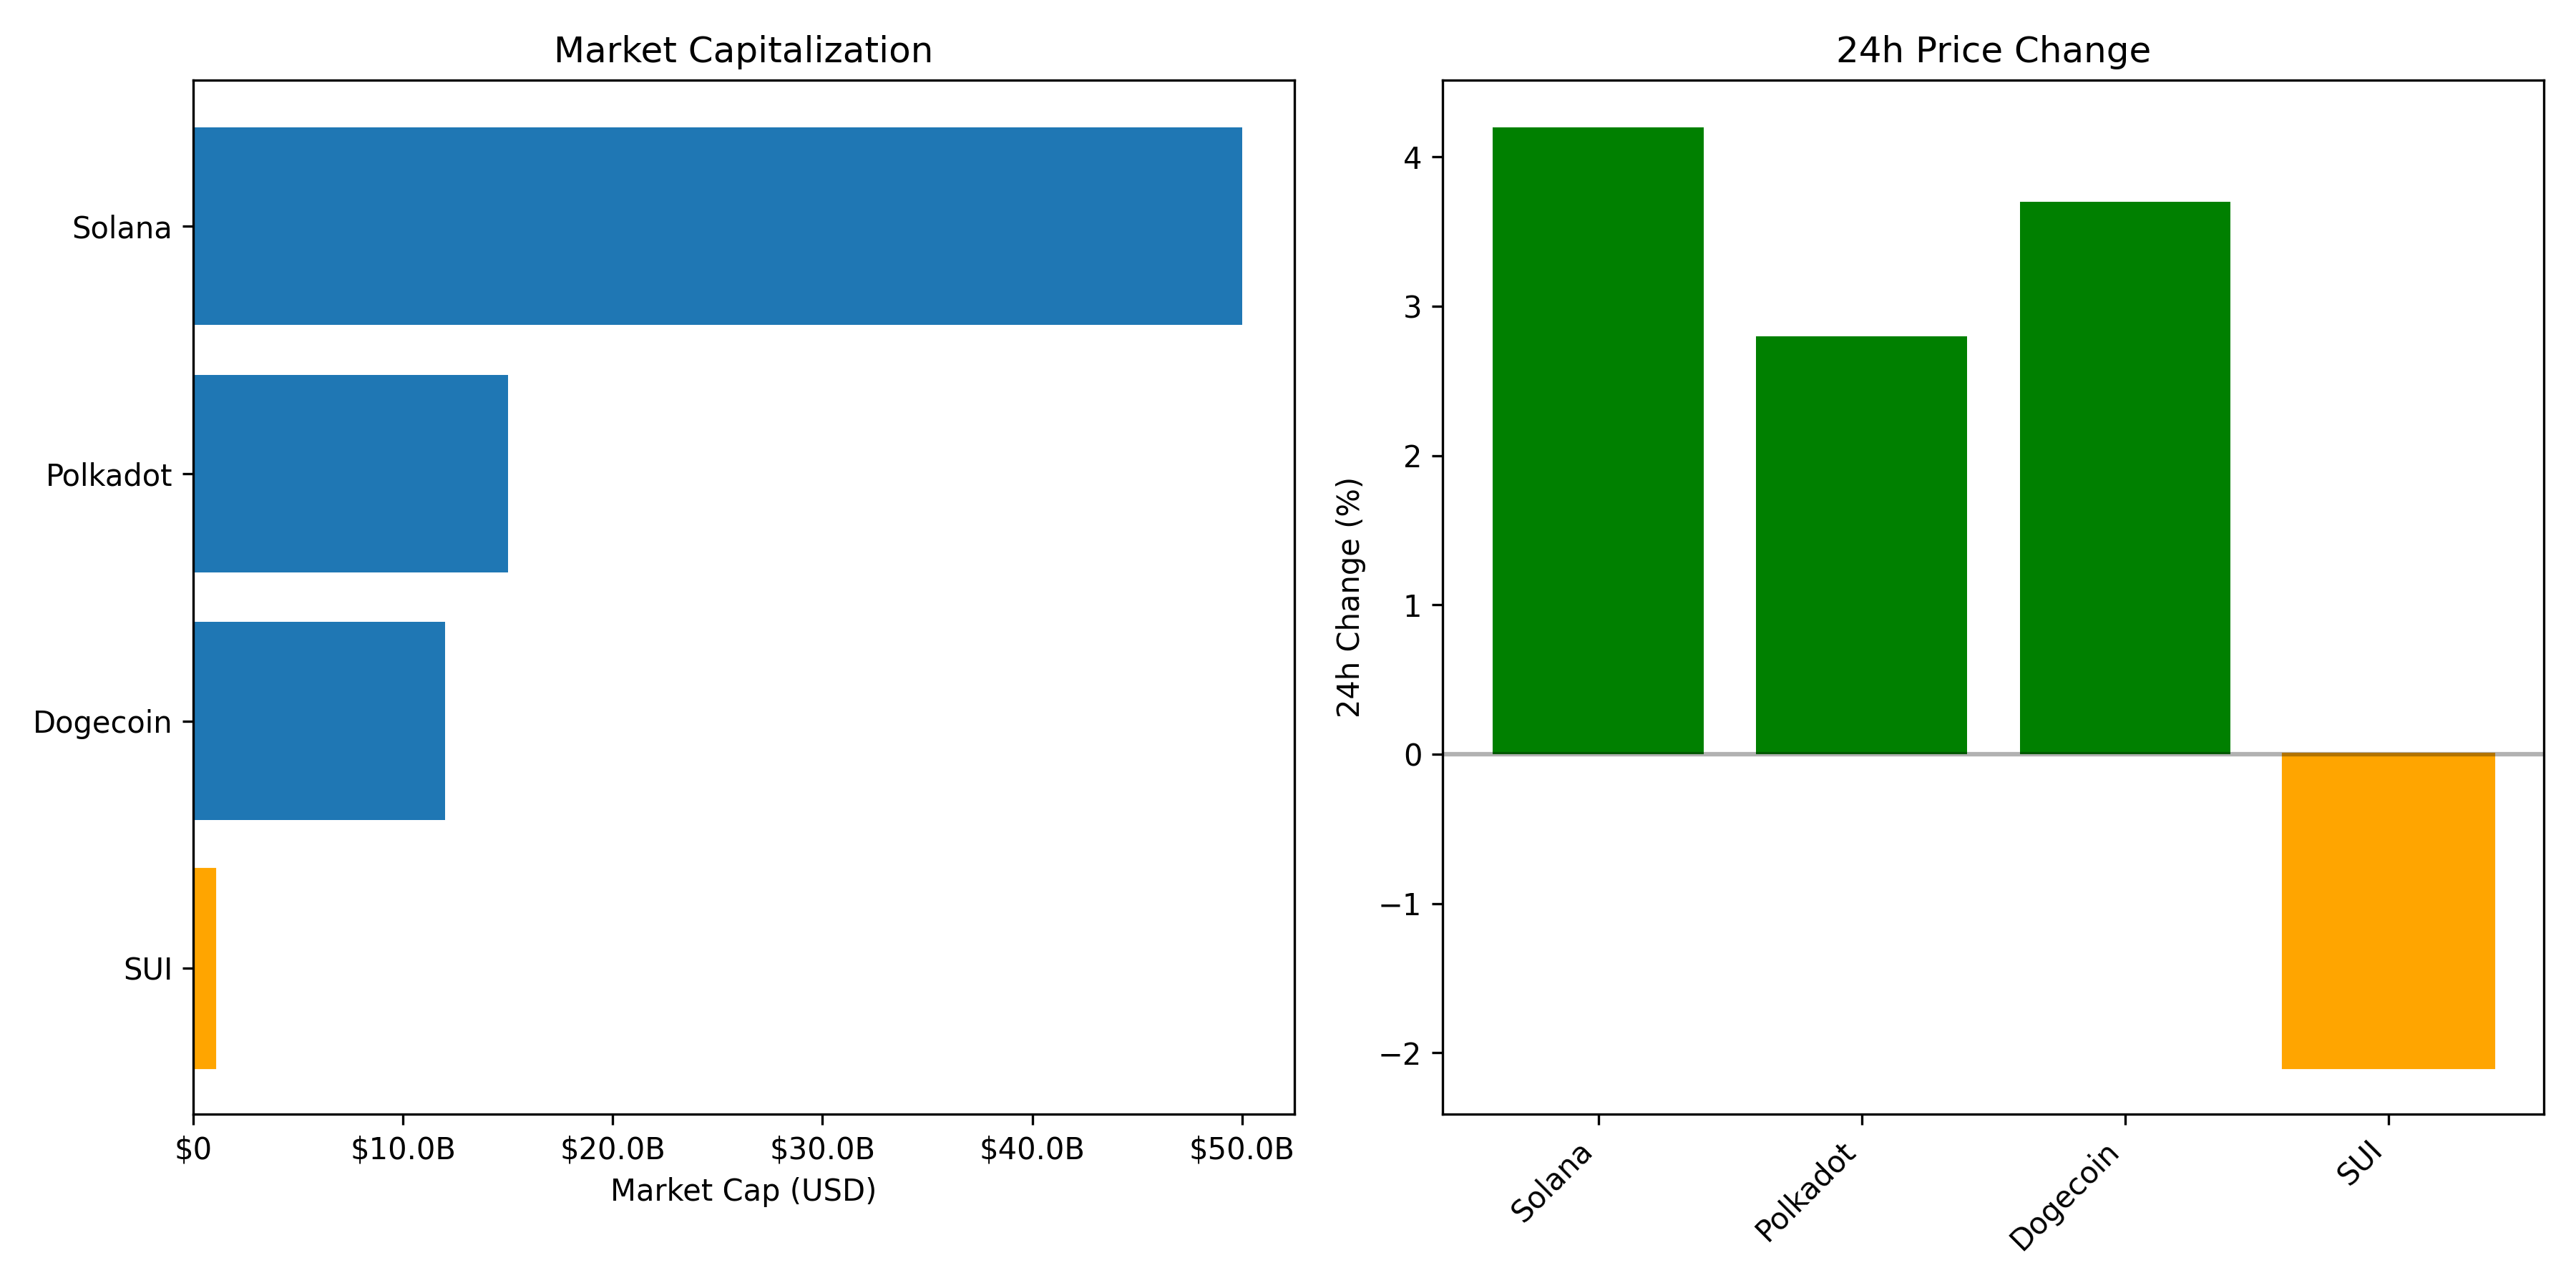 Market Capitalization
Solana
Polkadot
Dogecoin
SUI
$0 $10.0B $20.0B $30.0B $40.0B $50.0B
Market Cap (USD)
24h Price Change
24h Change (%)
4
3
2
1
0
−1
−2
Solana Polkadot Dogecoin SUI